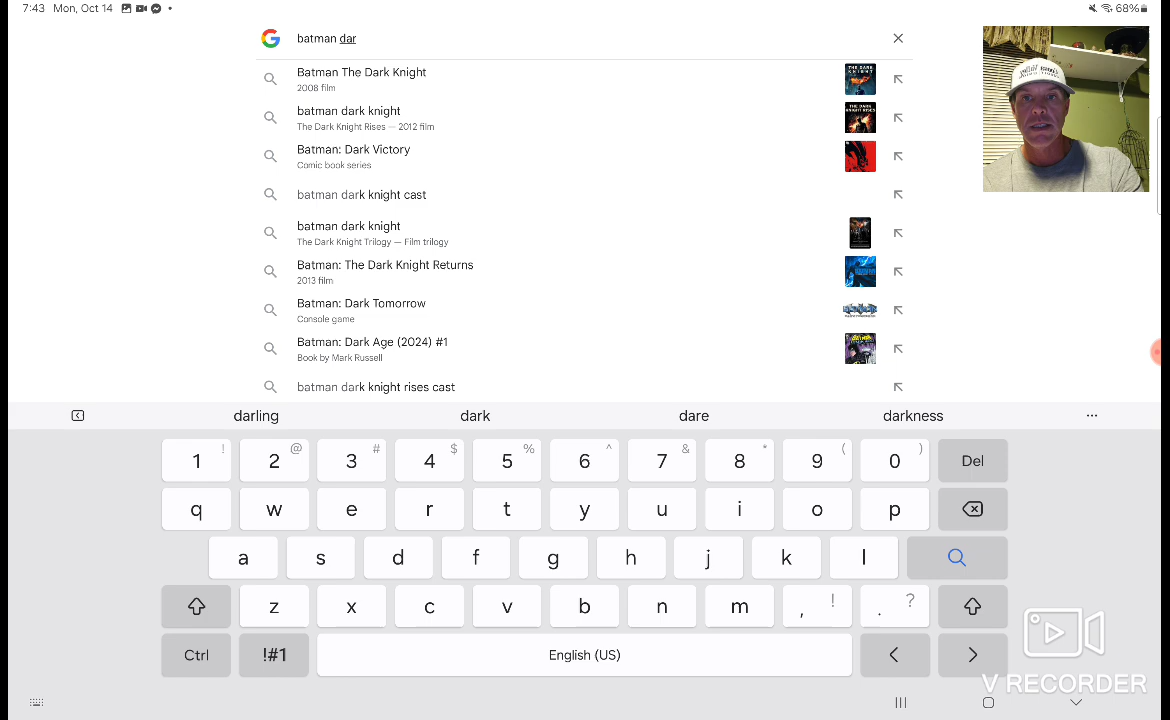 7:43 Mon, Oct 14
68%
batman dar
Batman The Dark Knight
2008 film
batman dark knight
The Dark Knight Rises — 2012 film
Batman: Dark Victory
Comic book series
batman dark knight cast
batman dark knight
The Dark Knight Trilogy — Film trilogy
Batman: The Dark Knight Returns
2013 film
Batman: Dark Tomorrow
Console game
Batman: Dark Age (2024) #1
Book by Mark Russell
batman dark knight rises cast
darling dark dare darkness ...
1 ! 2 @ 3 # 4 $ 5 % 6 ^ 7 & 8 * 9 ( 0 ) Del
q w e r t y u i o p
a s d f g h j k l
z x c v b n m , ! . ?
Ctrl !#1 English (US) < >
V RECORDER